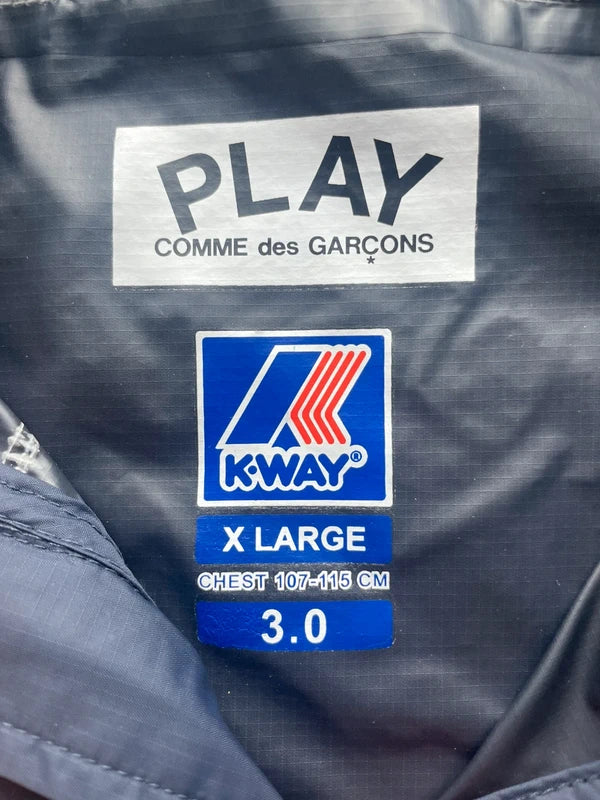 PLAY
COMME des GARÇONS
K·WAY®
X LARGE
CHEST 107-115 CM
3.0